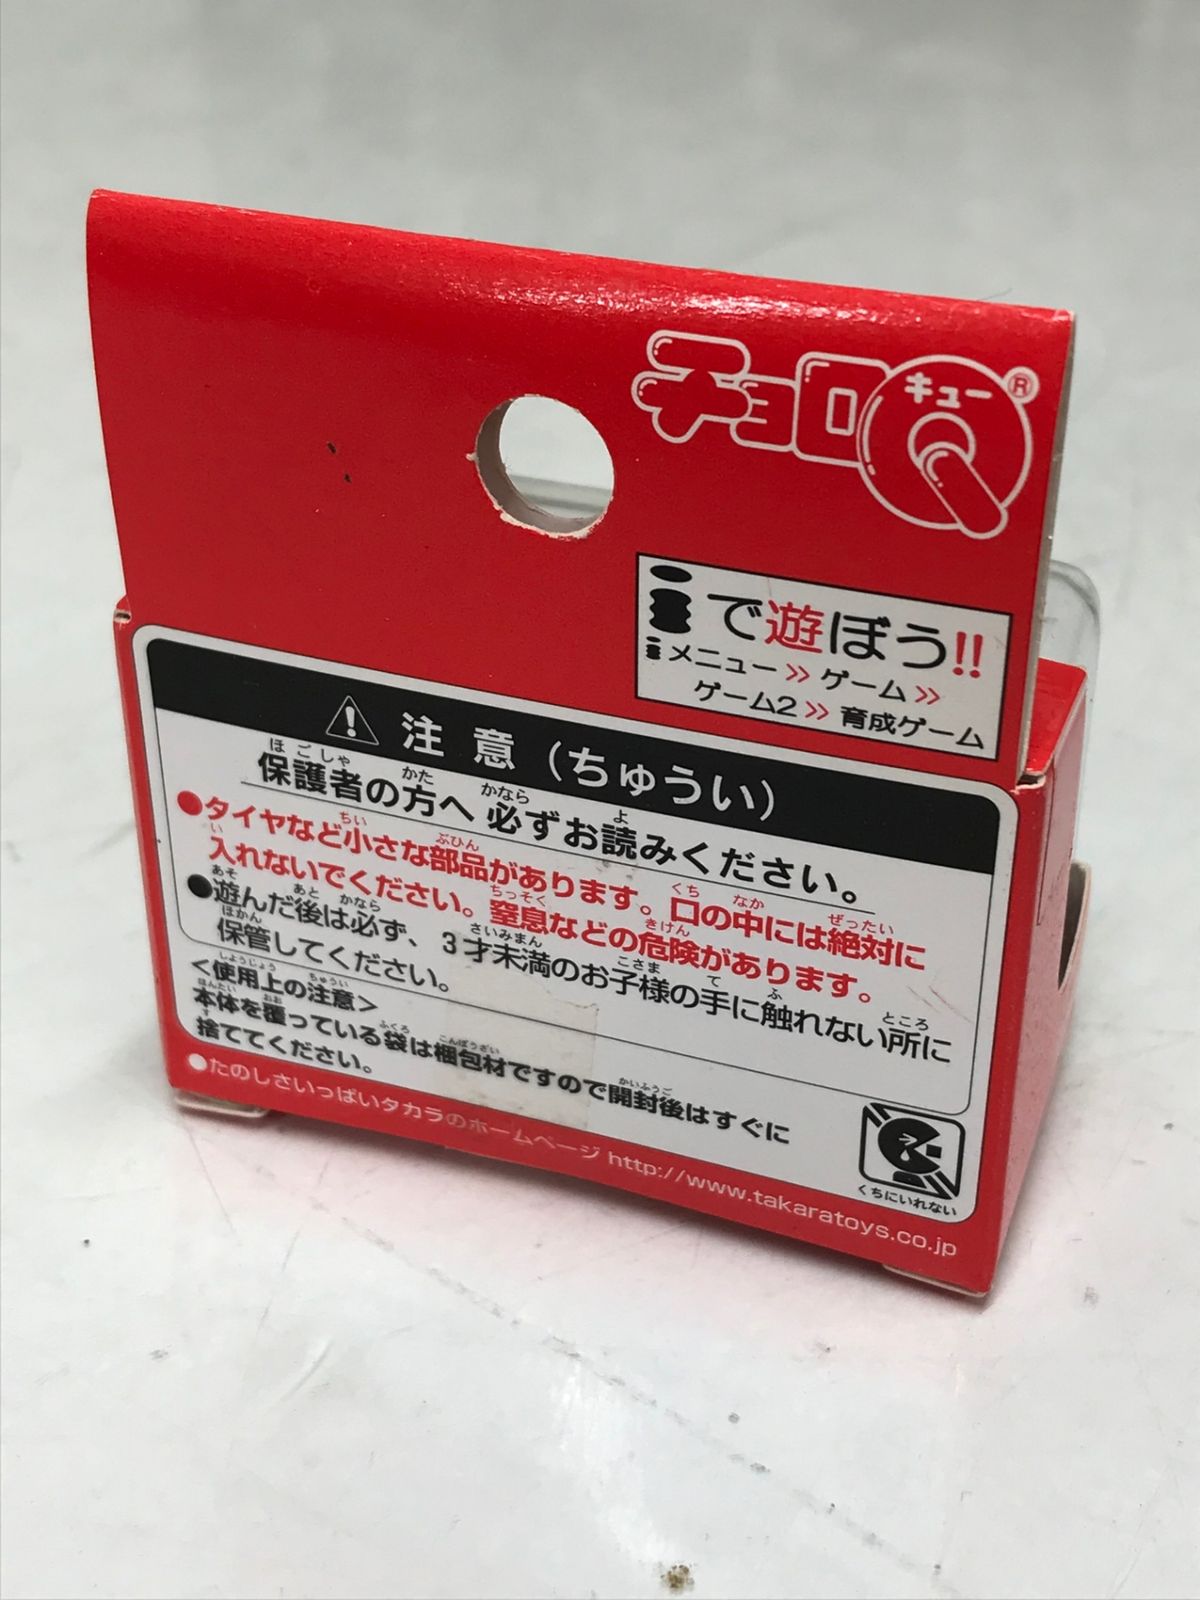 チョロQ キュー ®
iで遊ぼう!!
iメニュー>>ゲーム>>
ゲーム2>>育成ゲーム
注意(ちゅうい)
保護者の方へ 必ずお読みください。
●タイヤなど小さな部品があります。口の中には絶対に
入れないでください。窒息などの危険があります。
●遊んだ後は必ず、3才未満のお子様の手に触れない所に
保管してください。
<使用上の注意>
本体を覆っている袋は梱包材ですので開封後はすぐに
捨ててください。
くちにいれない
●たのしさいっぱいタカラのホームページ http://www.takaratoys.co.jp